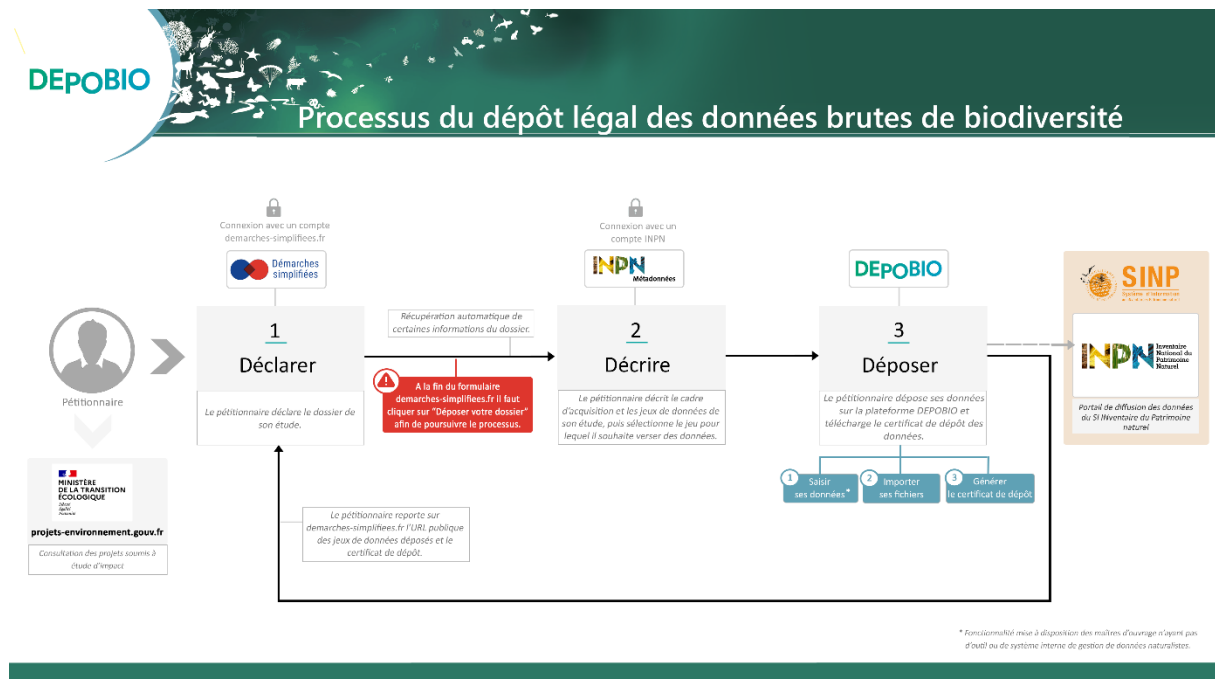 DEPOBIO
Processus du dépôt légal des données brutes de biodiversité
Connexion avec un compte
demarches-simplifiees.fr
Démarches
simplifiées
Connexion avec un
compte INPN
INPN
Métadonnées
DEPOBIO
SINP
INPN
Inventaire
National du
Patrimoine
Naturel
Portail de diffusion des données
du SI INventaire du Patrimoine
naturel
Pétitionnaire
1
Déclarer
Le pétitionnaire déclare le dossier de
son étude.
Récupération automatique de
certaines informations du dossier.
A la fin du formulaire
demarches-simplifiees.fr il faut
cliquer sur "Déposer votre dossier"
afin de poursuivre le processus.
2
Décrire
Le pétitionnaire décrit le cadre
d'acquisition et les jeux de données de
son étude, puis sélectionne le jeu pour
lequel il souhaite verser des données.
3
Déposer
Le pétitionnaire dépose ses données
sur la plateforme DEPOBIO et
télécharge le certificat de dépôt des
données.
1 Saisir
ses données *
2 Importer
ses fichiers
3 Générer
le certificat de dépôt
MINISTÈRE
DE LA TRANSITION
ÉCOLOGIQUE
projets-environnement.gouv.fr
Consultation des projets soumis à
étude d'impact
Le pétitionnaire reporte sur
demarches-simplifiees.fr l'URL publique
des jeux de données déposés et le
certificat de dépôt.
* Fonctionnalité mise à disposition des maîtres d'ouvrage n'ayant pas
d'outil ou de système interne de gestion de données naturalistes.